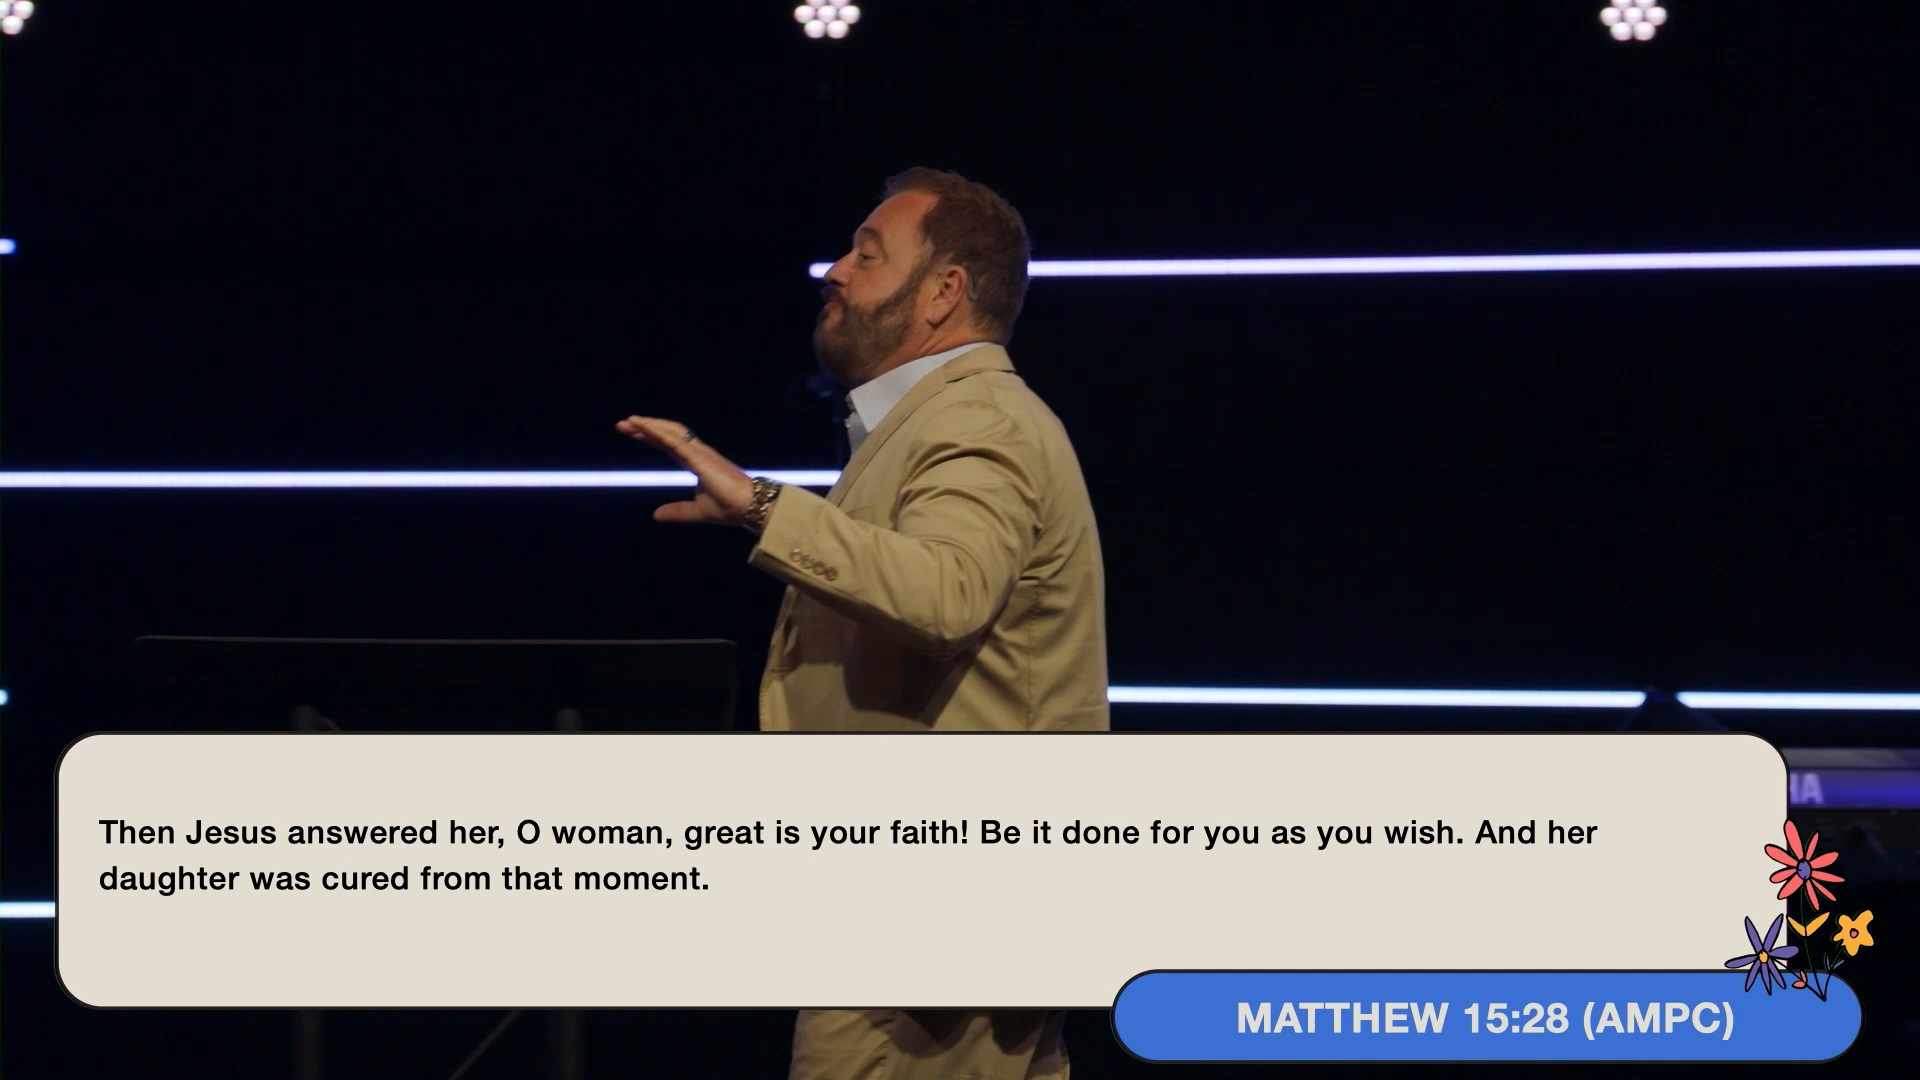 Then Jesus answered her, O woman, great is your faith! Be it done for you as you wish. And her
daughter was cured from that moment.
HA
MATTHEW 15:28 (AMPC)